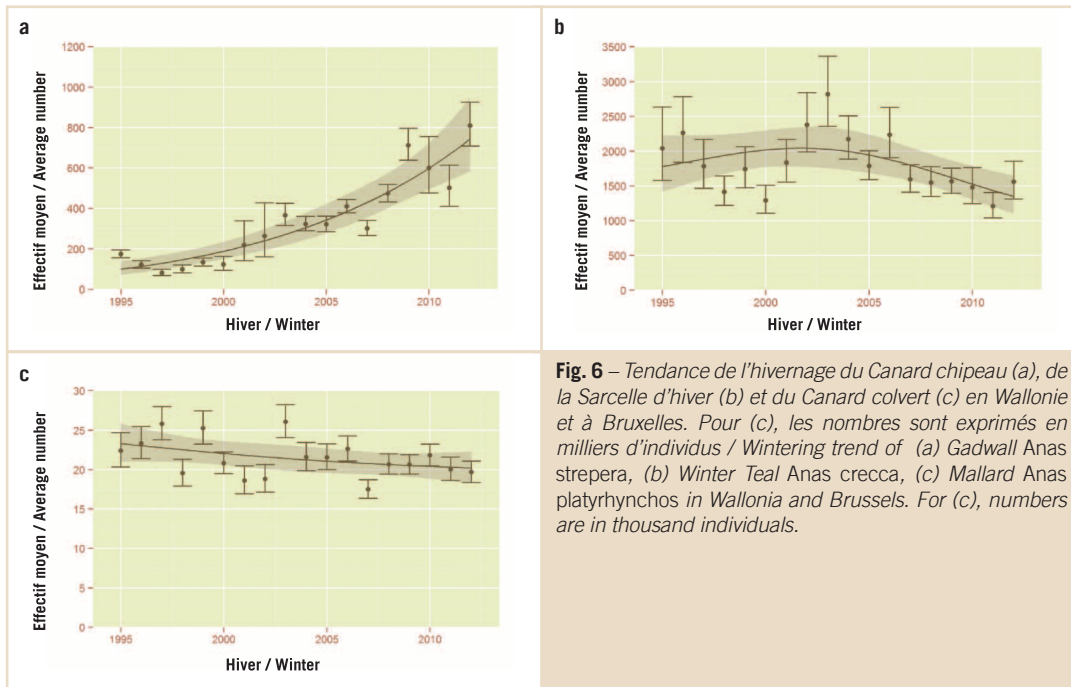 a
1200
1000
800
600
400
200
0
1995
2000
2005
2010
Effectif moyen / Average number
Hiver / Winter
b
3500
3000
2500
2000
1500
1000
500
0
1995
2000
2005
2010
Effectif moyen / Average number
Hiver / Winter
c
30
25
20
15
10
5
0
1995
2000
2005
2010
Effectif moyen / Average number
Hiver / Winter
Fig. 6 – Tendance de l'hivernage du Canard chipeau (a), de
la Sarcelle d'hiver (b) et du Canard colvert (c) en Wallonie
et à Bruxelles. Pour (c), les nombres sont exprimés en
milliers d'individus / Wintering trend of (a) Gadwall Anas
strepera, (b) Winter Teal Anas crecca, (c) Mallard Anas
platyrhynchos in Wallonia and Brussels. For (c), numbers
are in thousand individuals.